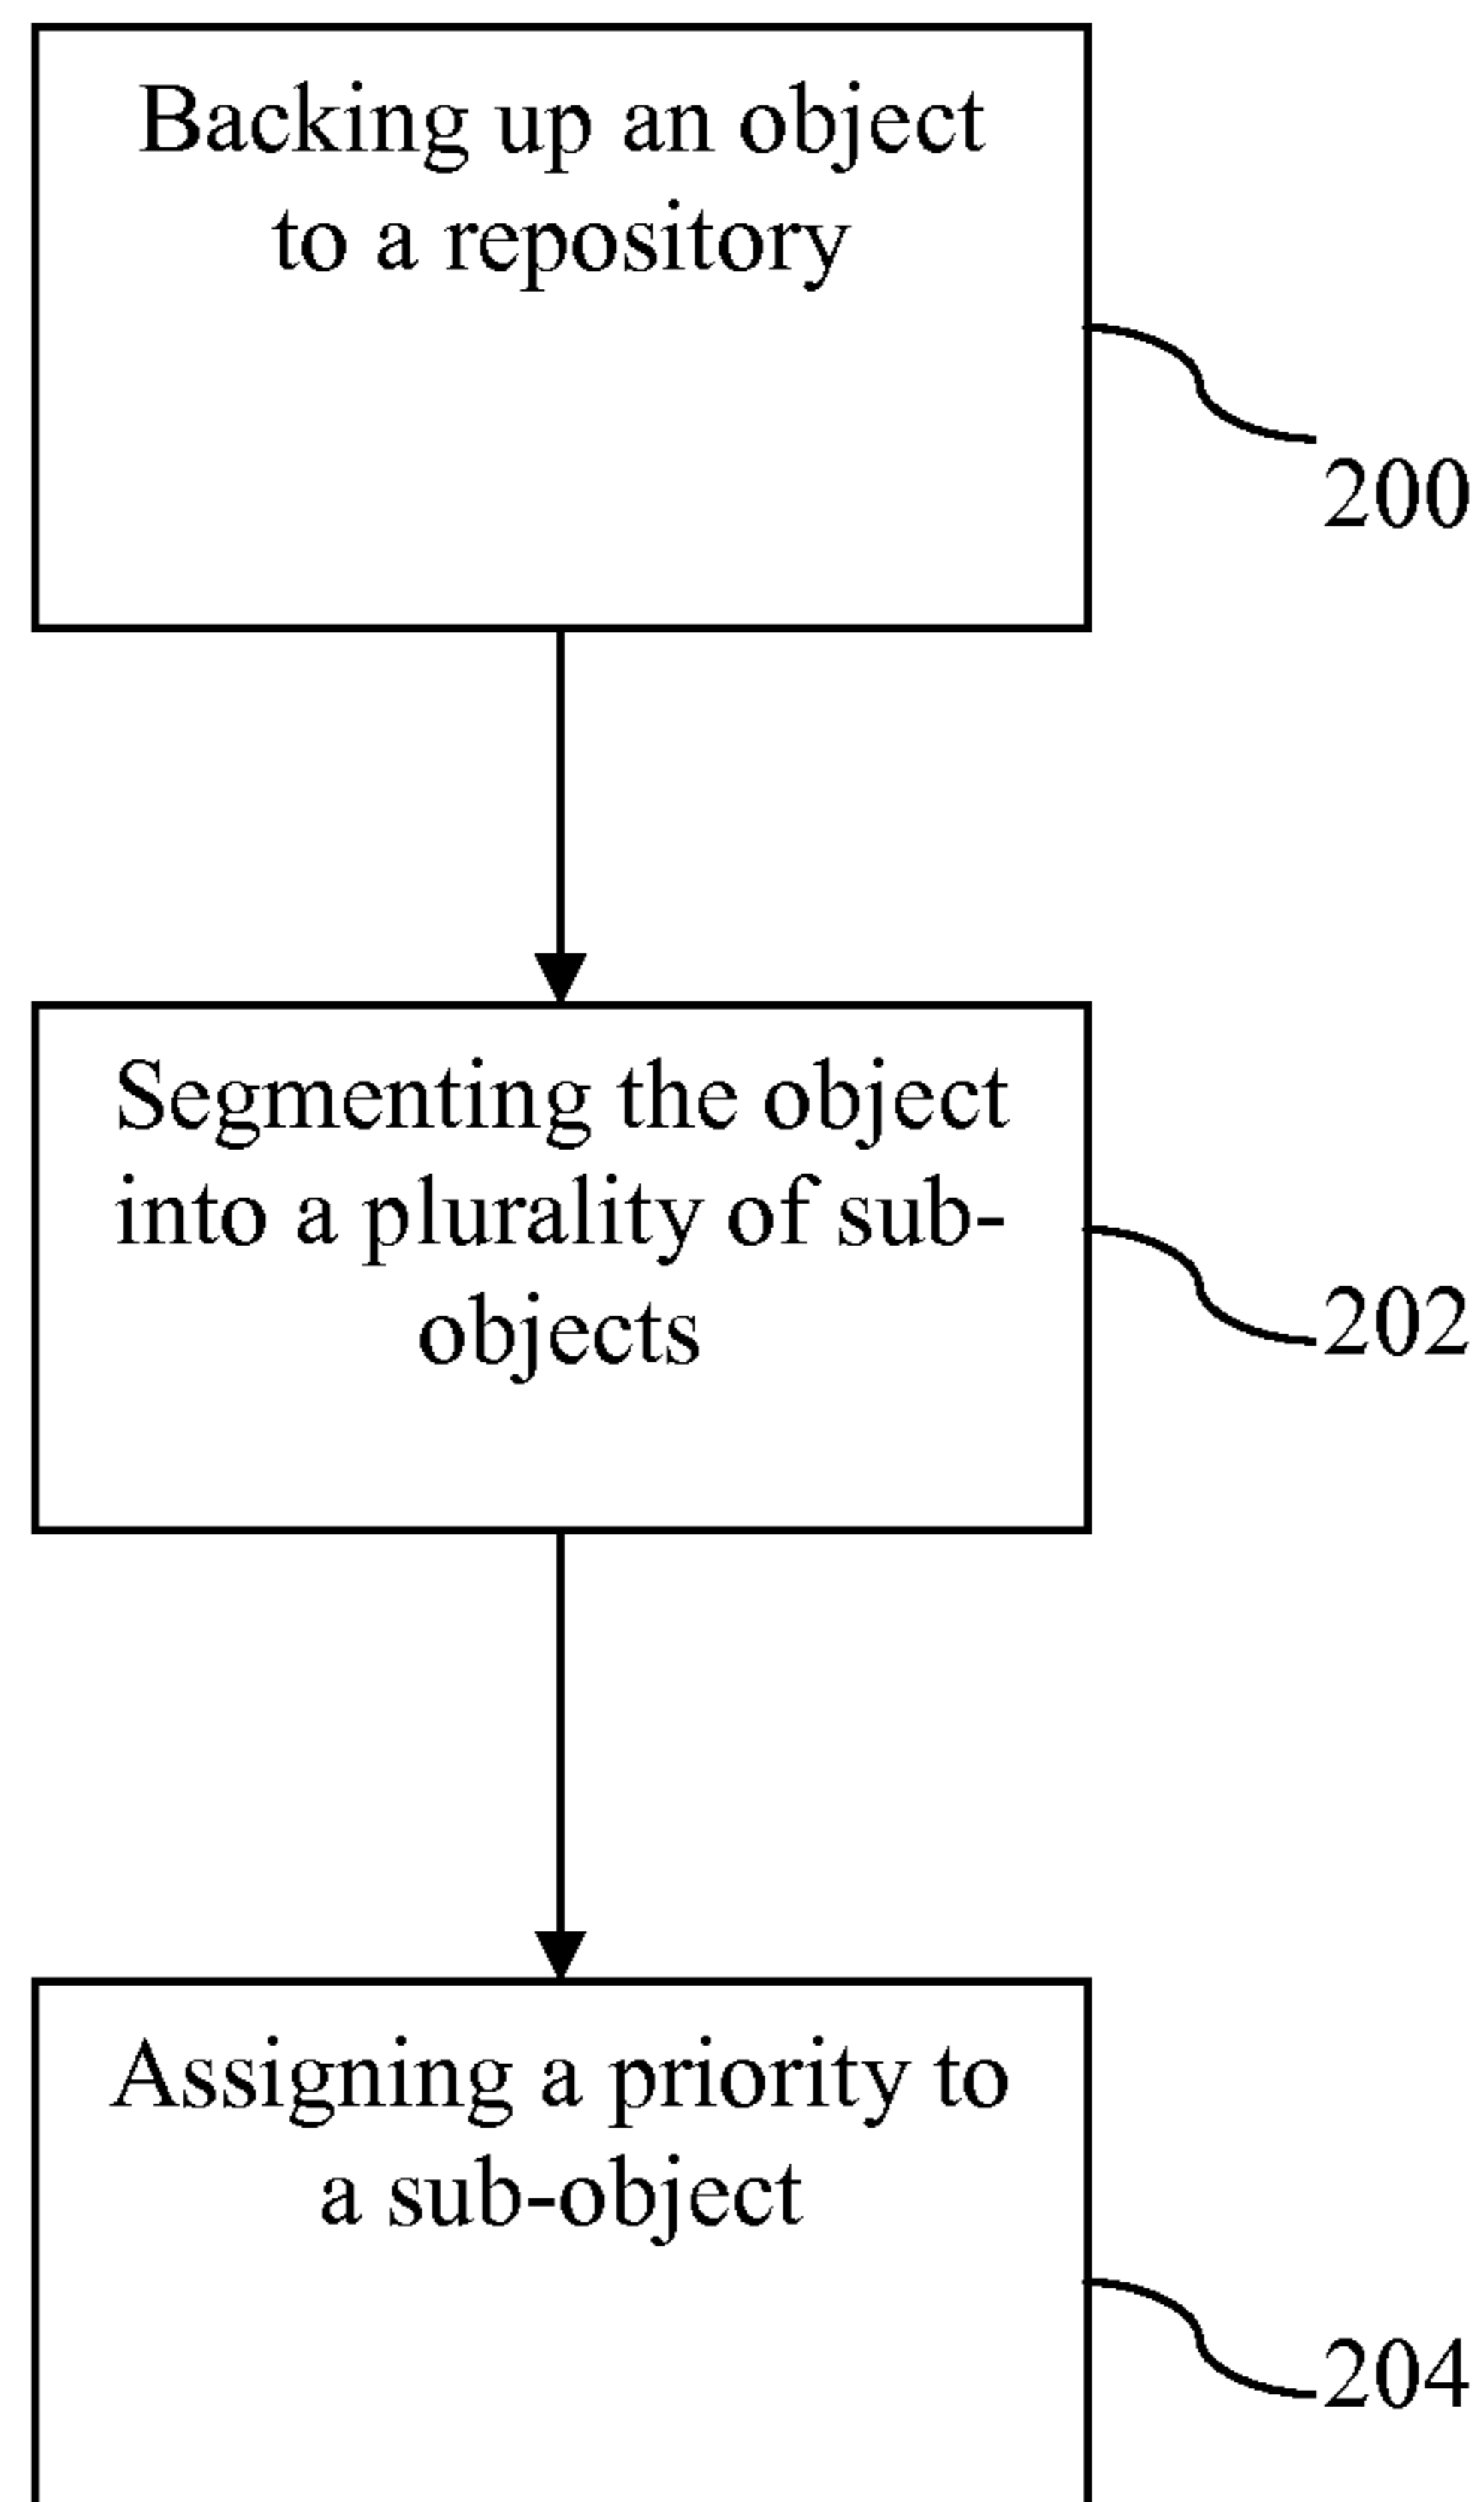 Backing up an object
to a repository
200
Segmenting the object
into a plurality of sub-
objects
202
Assigning a priority to
a sub-object
204